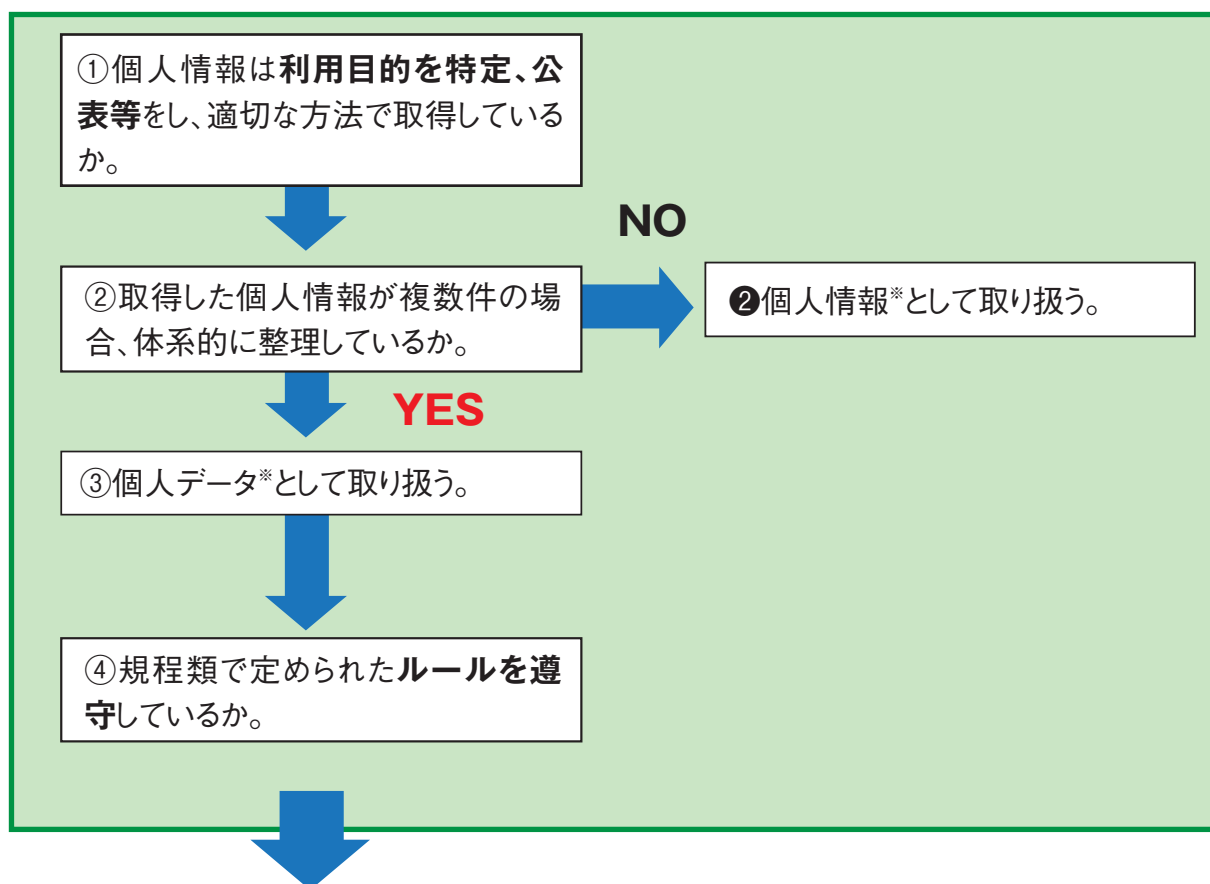 ①個人情報は利用目的を特定、公
表等をし、適切な方法で取得している
か。
NO
②取得した個人情報が複数件の場
合、体系的に整理しているか。
❷個人情報※として取り扱う。
YES
③個人データ※として取り扱う。
④規程類で定められたルールを遵
守しているか。